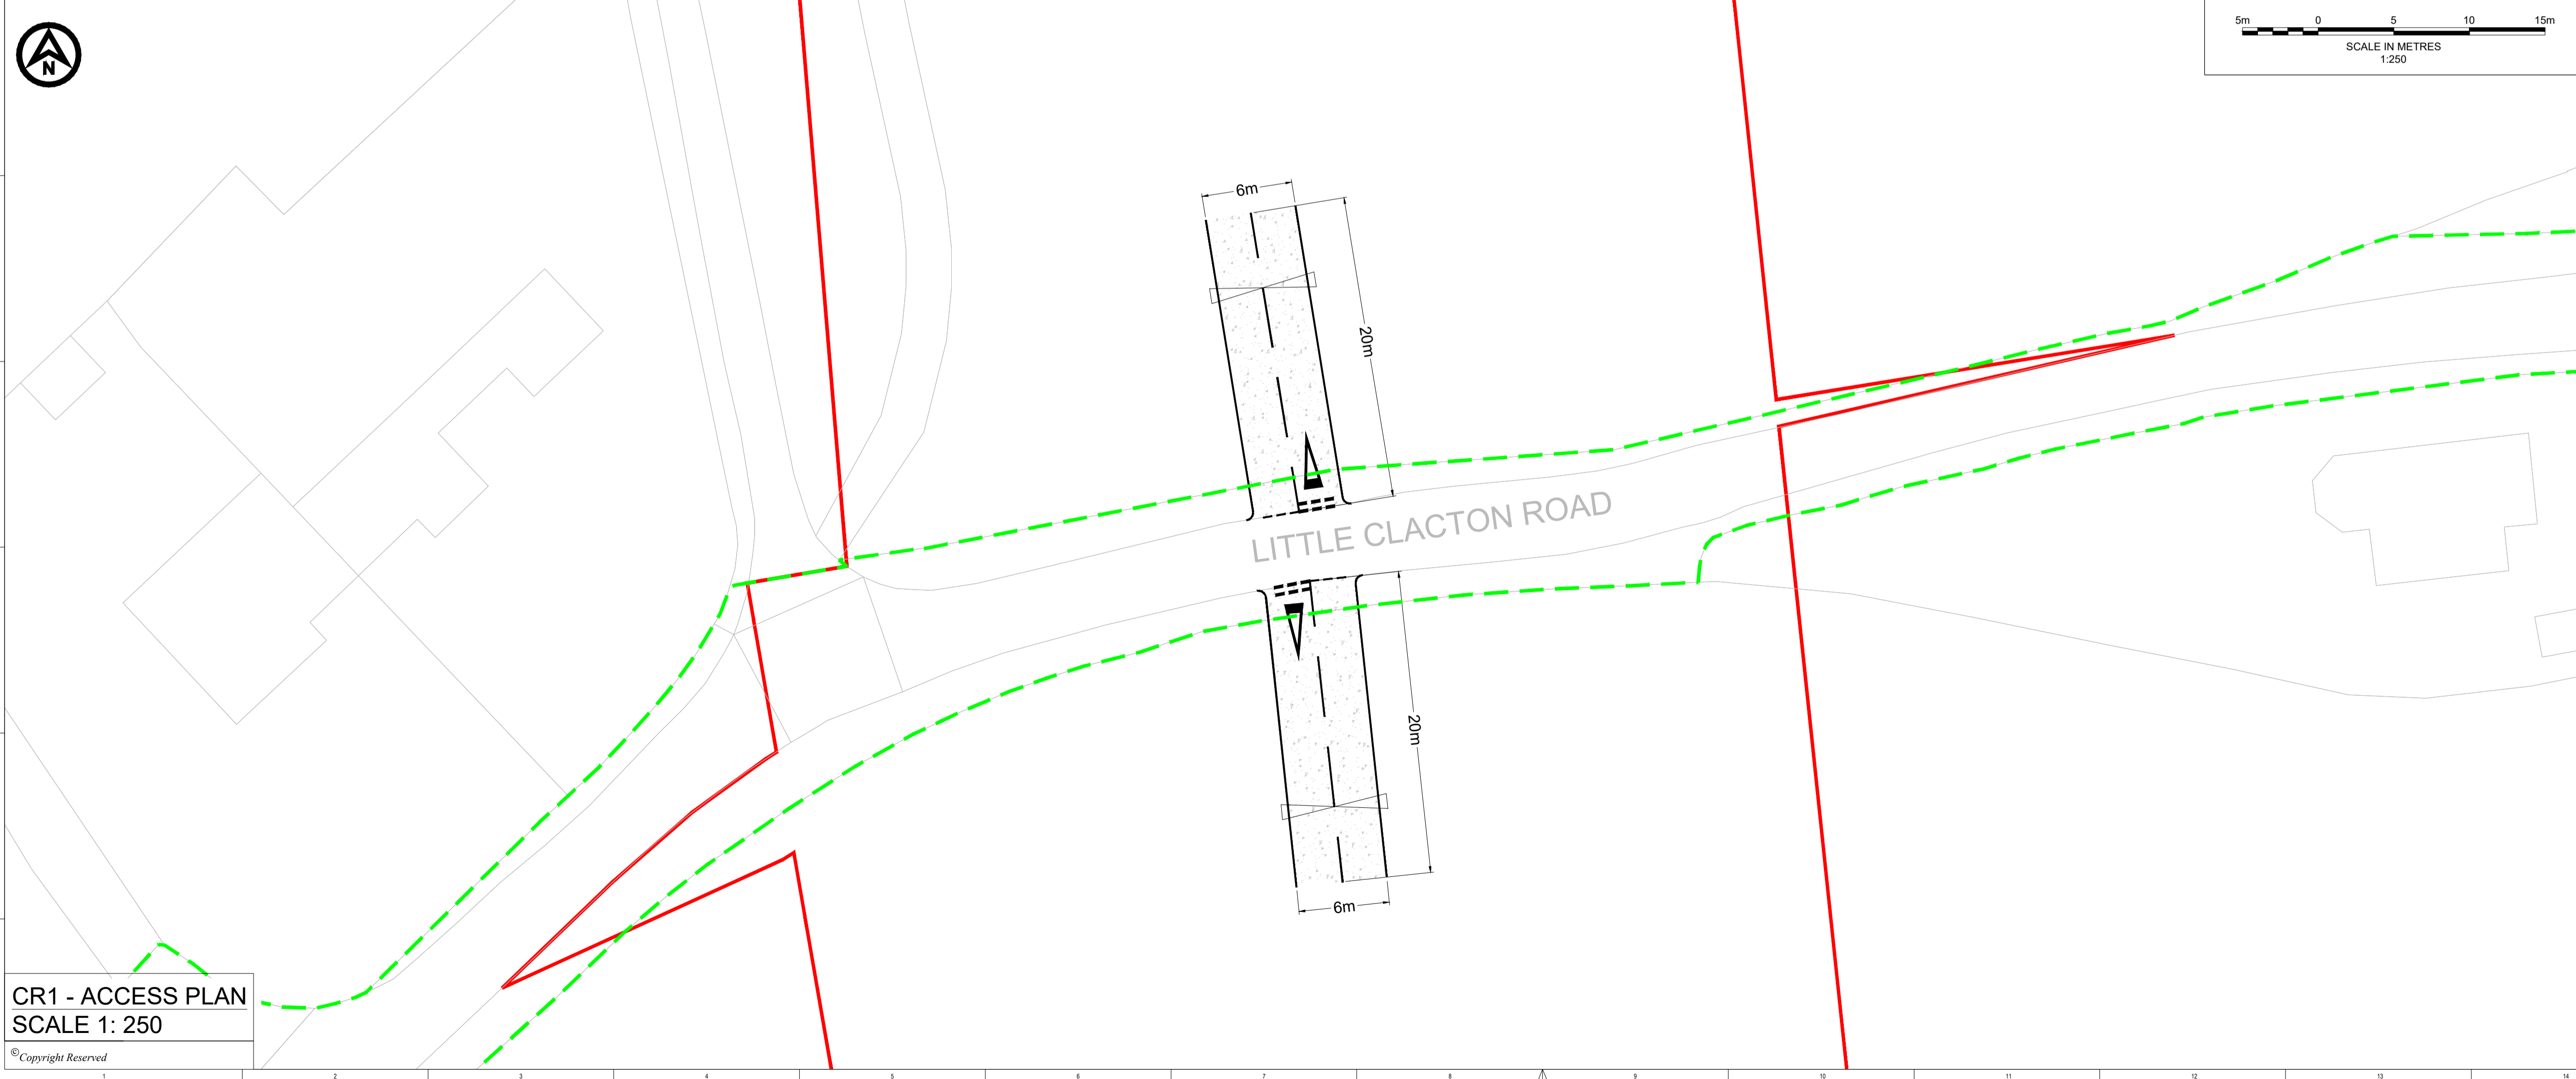 N
5m 0 5 10 15m
SCALE IN METRES
1:250
6m
20m
LITTLE CLACTON ROAD
20m
6m
CR1 - ACCESS PLAN
SCALE 1: 250
©Copyright Reserved
1 2 3 4 5 6 7 8 9 10 11 12 13 14